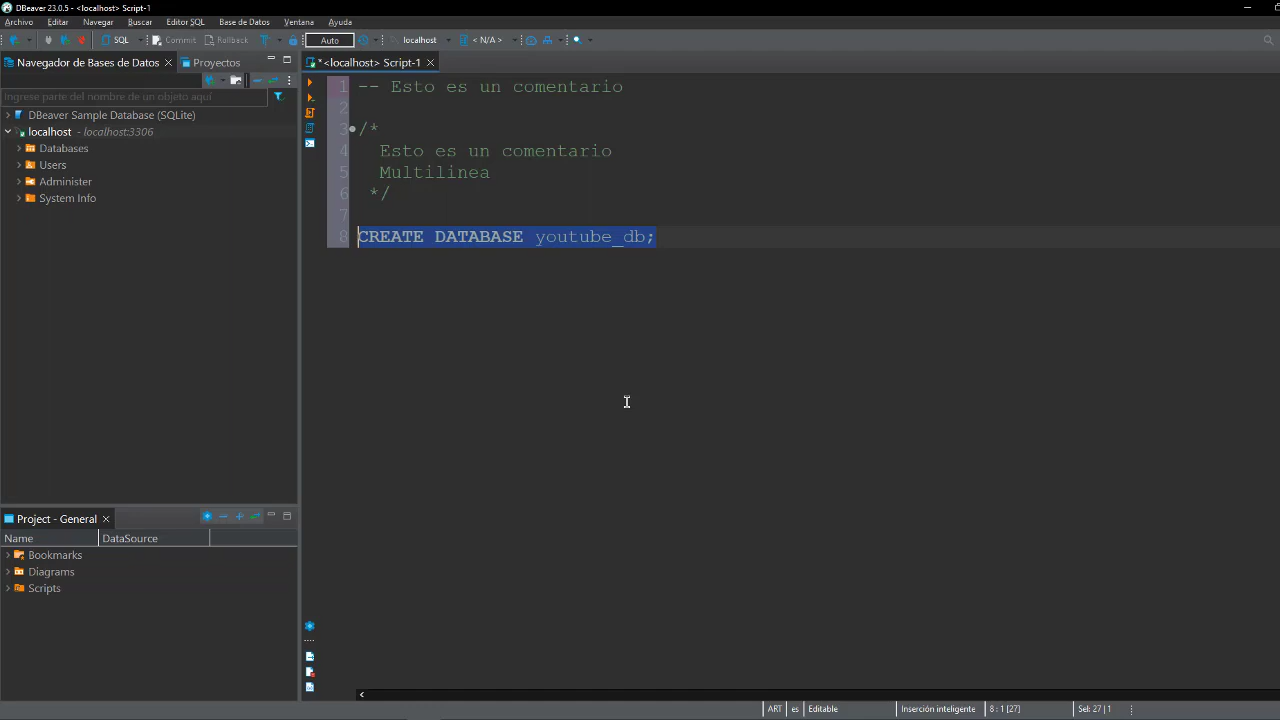 DBeaver 23.0.5 - <localhost> Script-1
Archivo Editar Navegar Buscar Editor SQL Base de Datos Ventana Ayuda
SQL Commit Rollback Auto localhost < N/A >
Navegador de Bases de Datos Proyectos
*<localhost> Script-1
Ingrese parte del nombre de un objeto aquí
DBeaver Sample Database (SQLite)
localhost - localhost:3306
Databases
Users
Administer
System Info
1 -- Esto es un comentario
2
3 /*
4 Esto es un comentario
5 Multilinea
6 */
7
8 CREATE DATABASE youtube_db;
Project - General
Name DataSource
Bookmarks
Diagrams
Scripts
ART es Editable Inserción inteligente 8 : 1 [27] Sel: 27 | 1